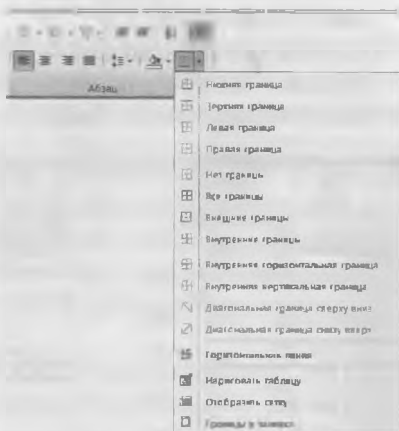 Абзац
Нижняя граница
Верхняя граница
Левая граница
Правая граница
Нет границы
Все границы
Внешние границы
Внутренние границы
Внутренняя горизонтальная граница
Внутренняя вертикальная граница
Диагональная граница сверху вниз
Диагональная граница снизу вверх
Горизонтальная линия
Нарисовать таблицу
Отобразить сетку
Границы и заливка